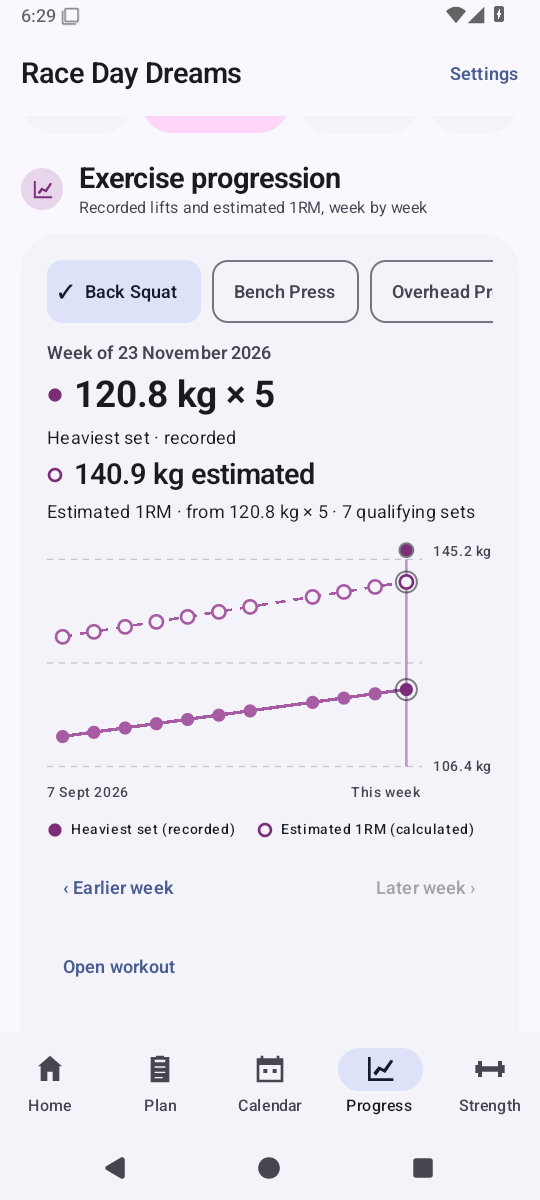 6:29
Race Day Dreams
Settings
Exercise progression
Recorded lifts and estimated 1RM, week by week
✓ Back Squat
Bench Press
Overhead Pr
Week of 23 November 2026
120.8 kg × 5
Heaviest set · recorded
140.9 kg estimated
Estimated 1RM · from 120.8 kg × 5 · 7 qualifying sets
145.2 kg
106.4 kg
7 Sept 2026
This week
Heaviest set (recorded)
Estimated 1RM (calculated)
‹ Earlier week
Later week ›
Open workout
Home
Plan
Calendar
Progress
Strength